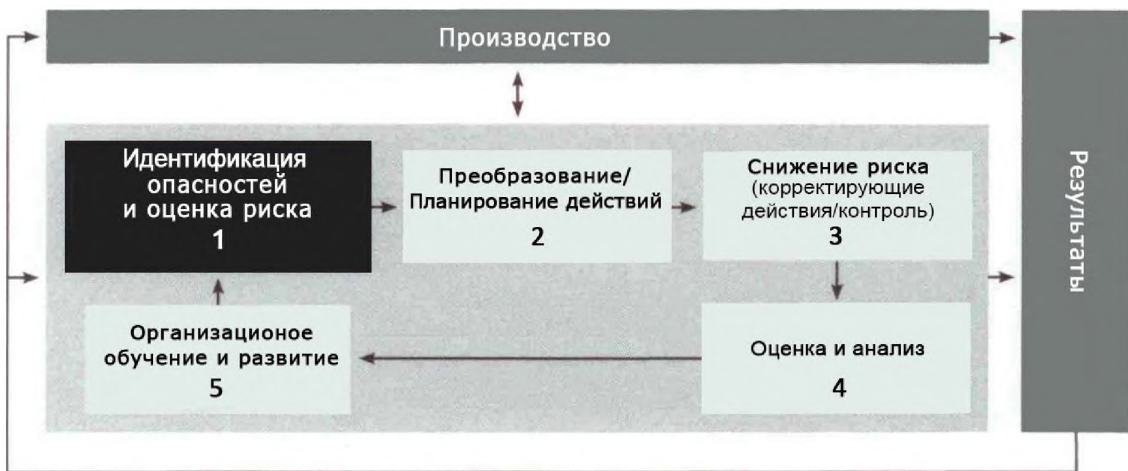 Производство
Идентификация
опасностей
и оценка риска
1
Преобразование/
Планирование действий
2
Снижение риска
(корректирующие
действия/контроль)
3
Организационое
обучение и развитие
5
Оценка и анализ
4
Результаты